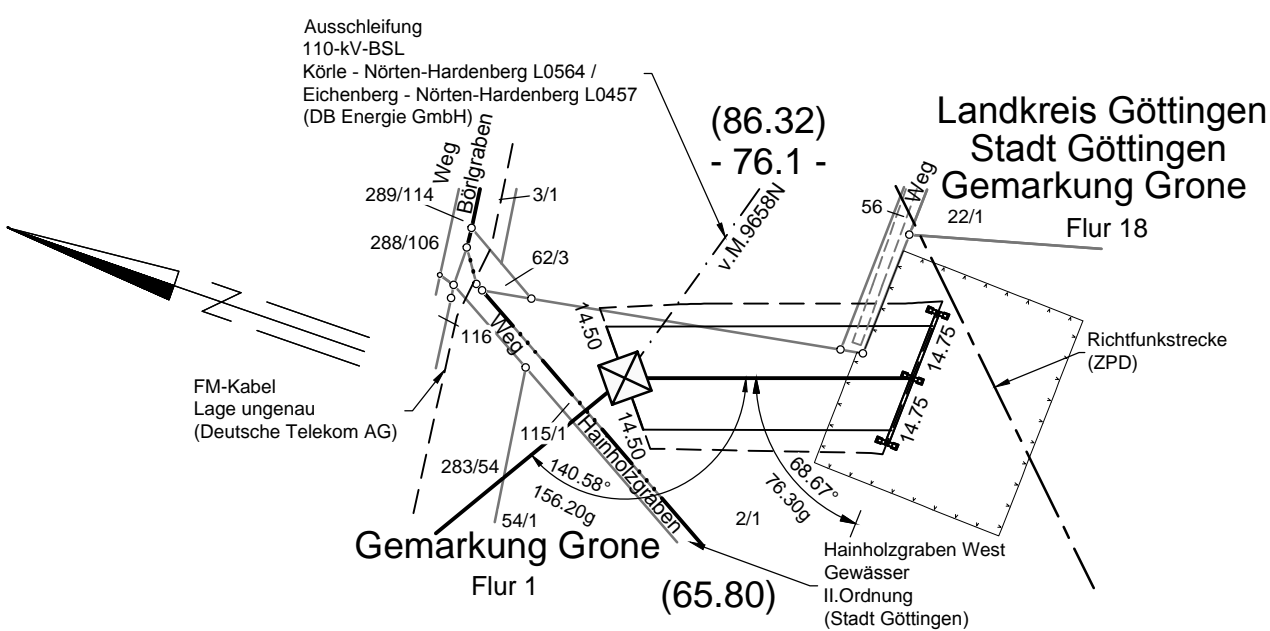 Ausschleifung
110-kV-BSL
Körle - Nörten-Hardenberg L0564 /
Eichenberg - Nörten-Hardenberg L0457
(DB Energie GmbH)
(86.32)
- 76.1 -
v.M.9658N
Landkreis Göttingen
Stadt Göttingen
Gemarkung Grone
Flur 18
Weg
Börlgraben
289/114
3/1
288/106
62/3
56
Weg
22/1
116
Weg
14.50
14.75
Richtfunkstrecke
(ZPD)
FM-Kabel
Lage ungenau
(Deutsche Telekom AG)
115/1
Hainholzgraben
14.50
14.75
283/54
140.58°
156.20g
68.67°
76.30g
54/1
2/1
Gemarkung Grone
Flur 1
(65.80)
Hainholzgraben West
Gewässer
II.Ordnung
(Stadt Göttingen)